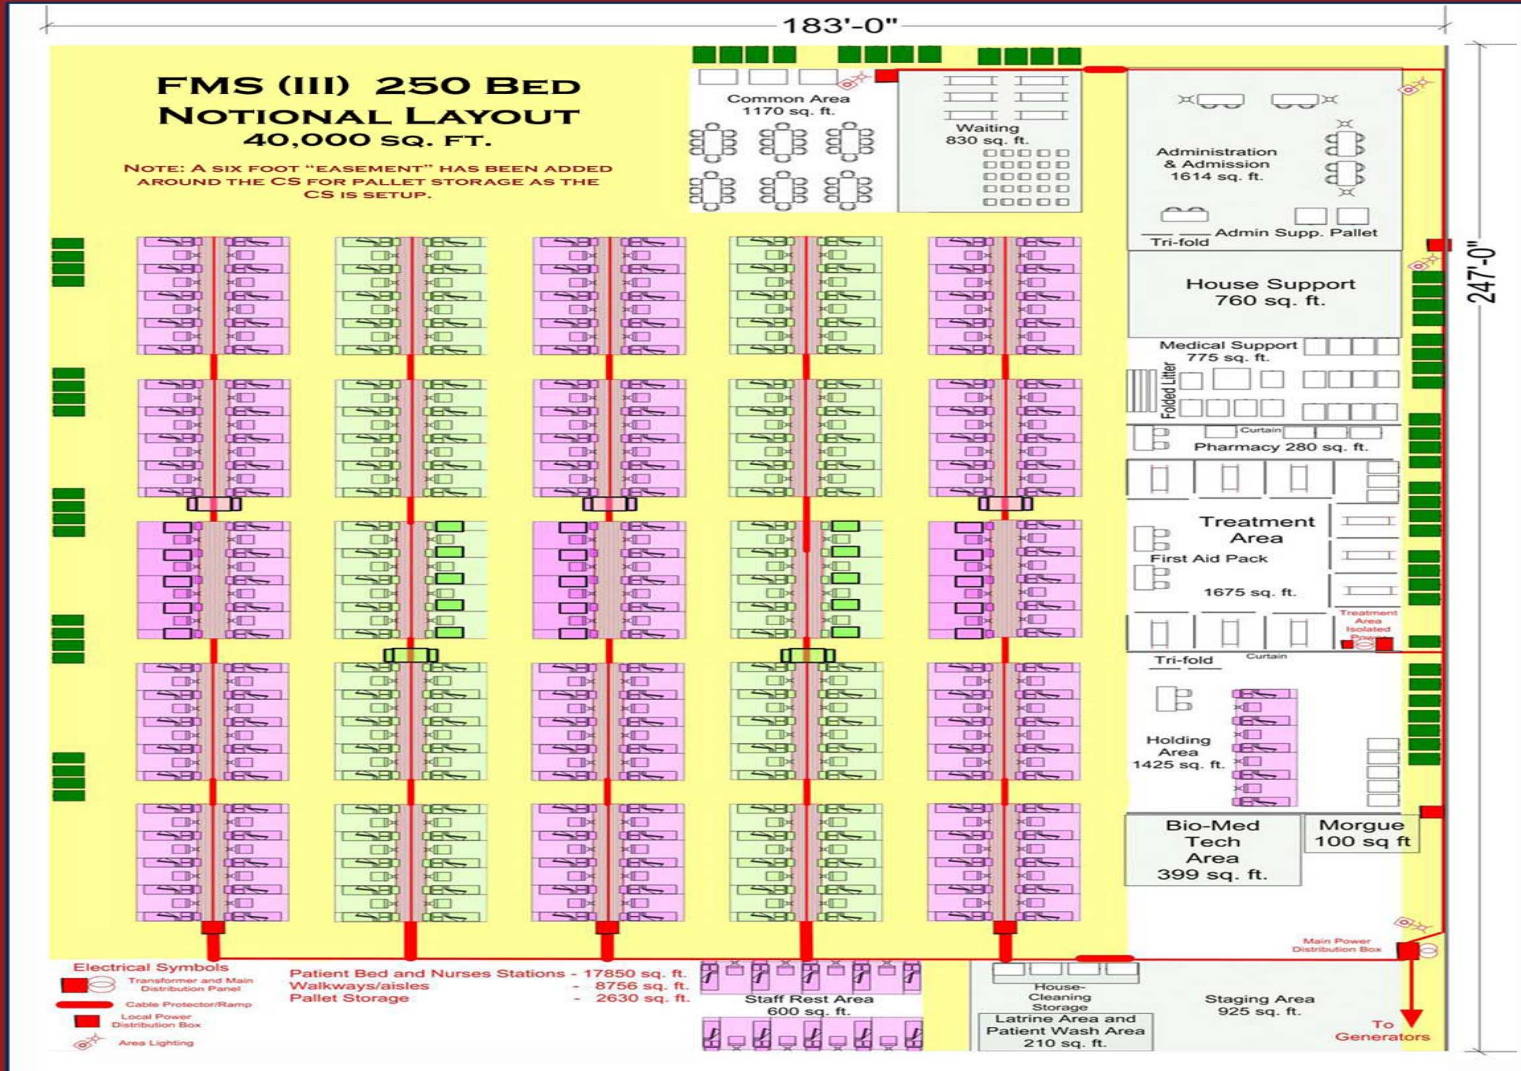 183'-0"
FMS (III) 250 Bed
Notional Layout
40,000 sq. ft.
Note: A six foot "easement" has been added
around the CS for pallet storage as the
CS is setup.
Common Area
1170 sq. ft.
Waiting
830 sq. ft.
Administration
& Admission
1614 sq. ft.
Admin Supp. Pallet
Tri-fold
247'-0"
House Support
760 sq. ft.
Medical Support
775 sq. ft.
Folded Litter
Curtain
Pharmacy 280 sq. ft.
Treatment
Area
First Aid Pack
1675 sq. ft.
Treatment
Area
Isolated
Power
Tri-fold
Curtain
Holding
Area
1425 sq. ft.
Bio-Med
Tech
Area
399 sq. ft.
Morgue
100 sq ft
Main Power
Distribution Box
Electrical Symbols
Transformer and Main
Distribution Panel
Cable Protector/Ramp
Local Power
Distribution Box
Area Lighting
Patient Bed and Nurses Stations - 17850 sq. ft.
Walkways/aisles - 8756 sq. ft.
Pallet Storage - 2630 sq. ft.
Staff Rest Area
600 sq. ft.
House-
Cleaning
Storage
Latrine Area and
Patient Wash Area
210 sq. ft.
Staging Area
925 sq. ft.
To
Generators